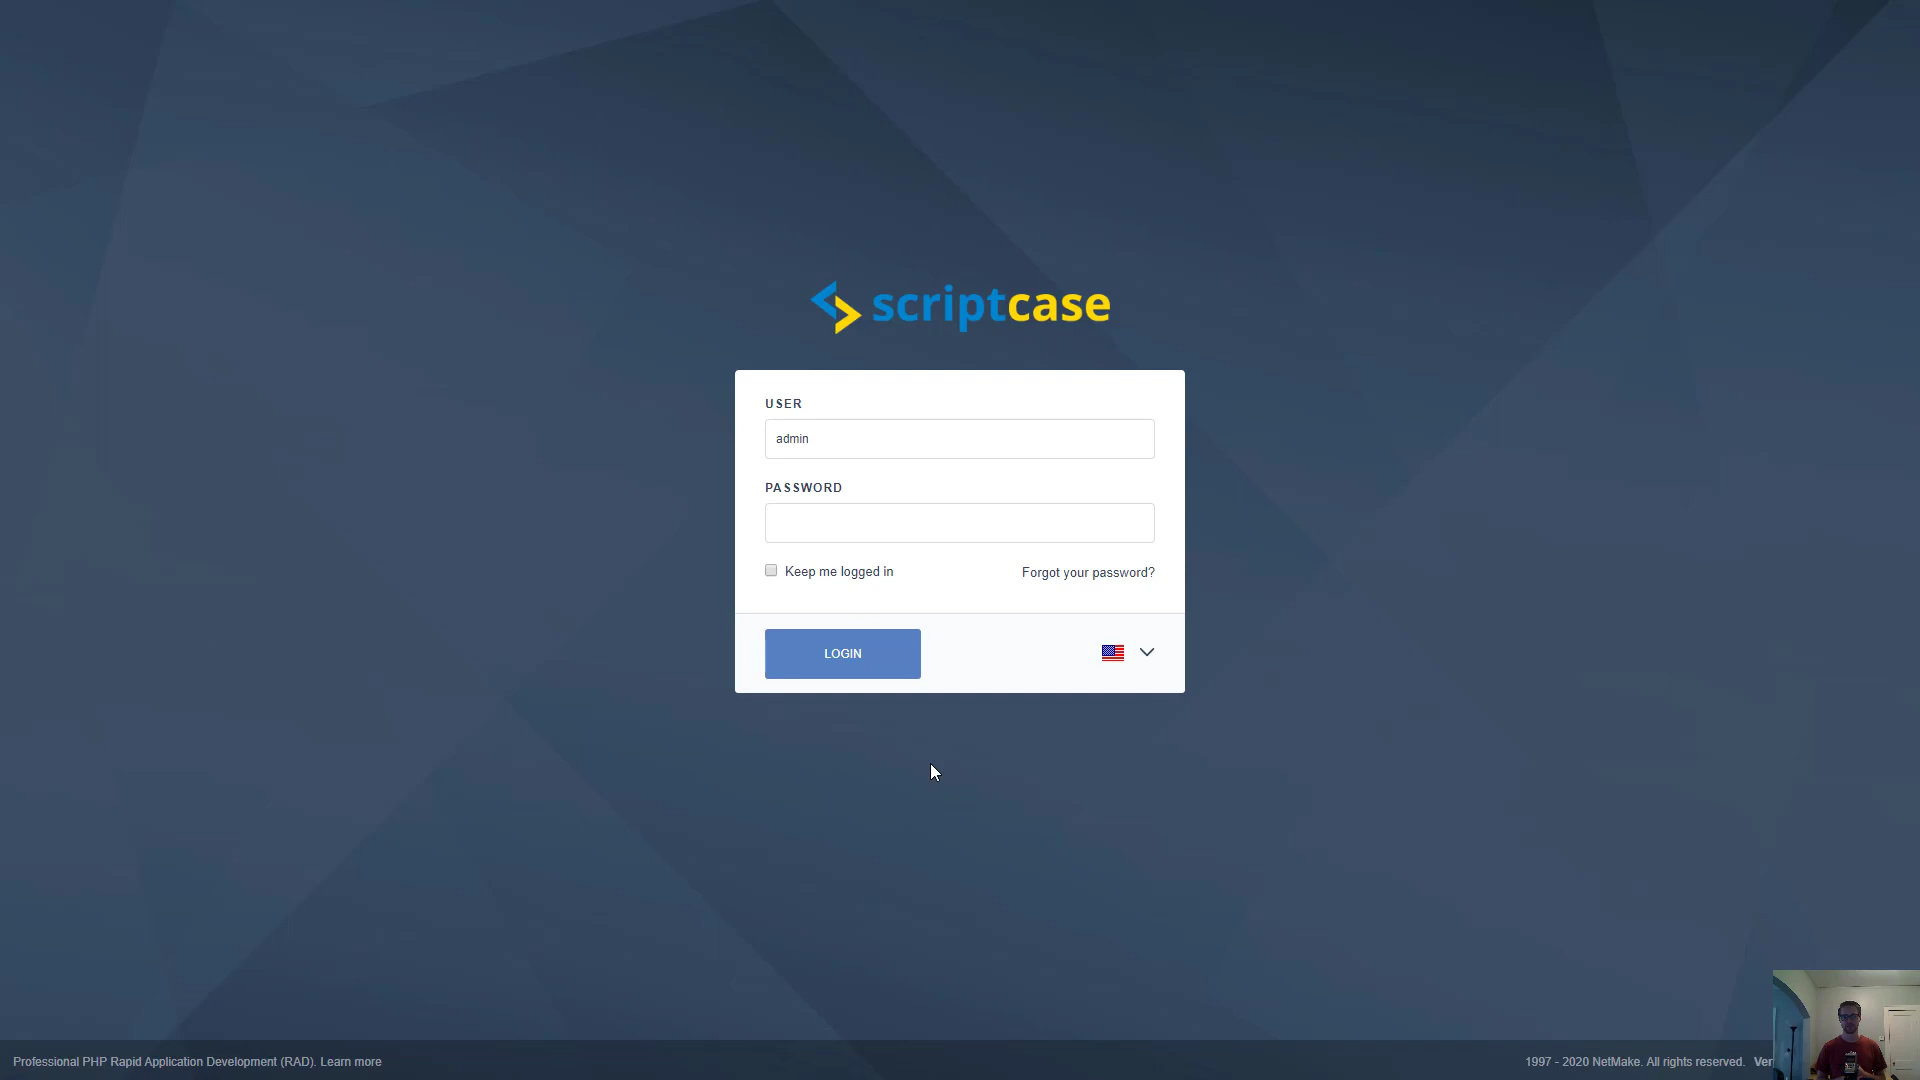 scriptcase
USER
admin
PASSWORD
Keep me logged in
Forgot your password?
LOGIN
Professional PHP Rapid Application Development (RAD). Learn more
1997 - 2020 NetMake. All rights reserved. Ver